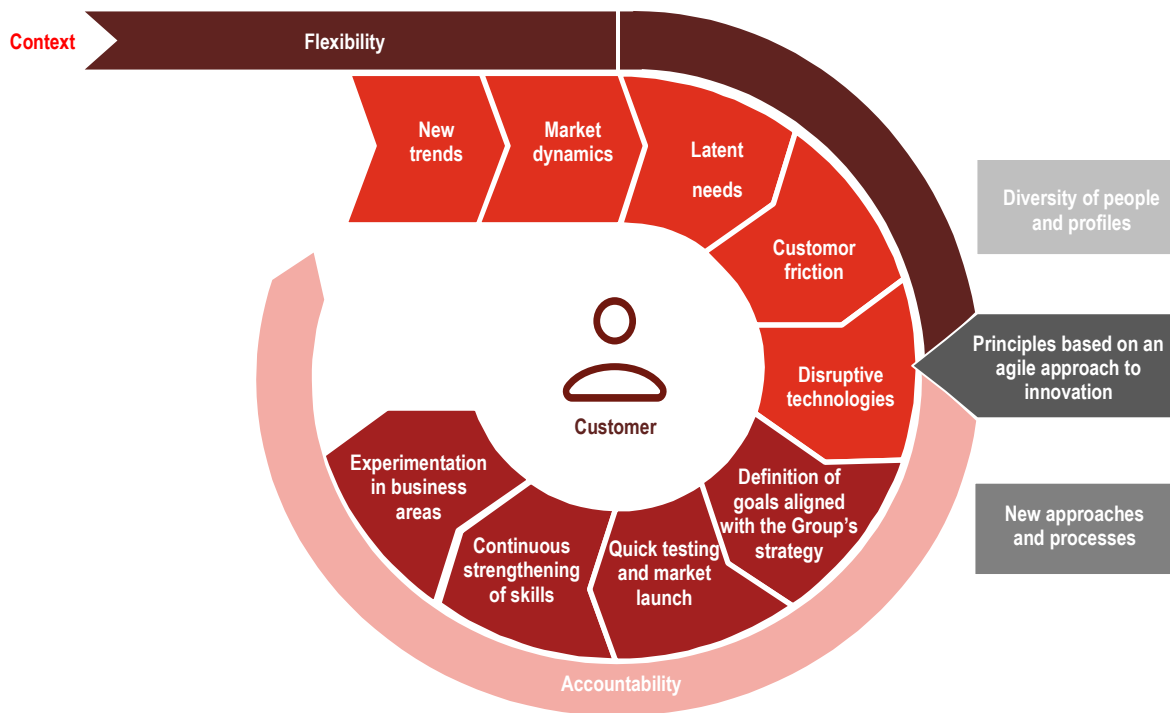 Context
Flexibility
New
trends
Market
dynamics
Latent
needs
Customor
friction
Disruptive
technologies
Definition of
goals aligned
with the Group’s
strategy
Quick testing
and market
launch
Continuous
strengthening
of skills
Experimentation
in business
areas
Customer
Accountability
Diversity of people
and profiles
Principles based on an
agile approach to
innovation
New approaches
and processes